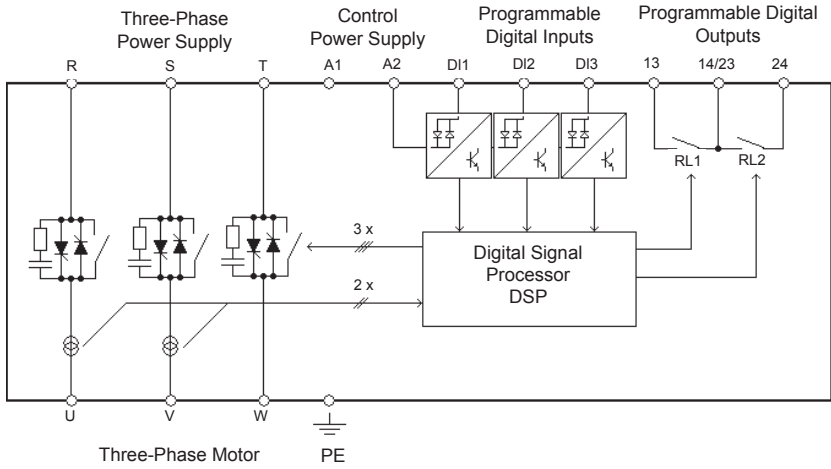 Three-Phase
Power Supply
Control
Power Supply
Programmable
Digital Inputs
Programmable Digital
Outputs
R
S
T
A1
A2
DI1
DI2
DI3
13
14/23
24
RL1
RL2
3 x
2 x
Digital Signal
Processor
DSP
U
V
W
PE
Three-Phase Motor